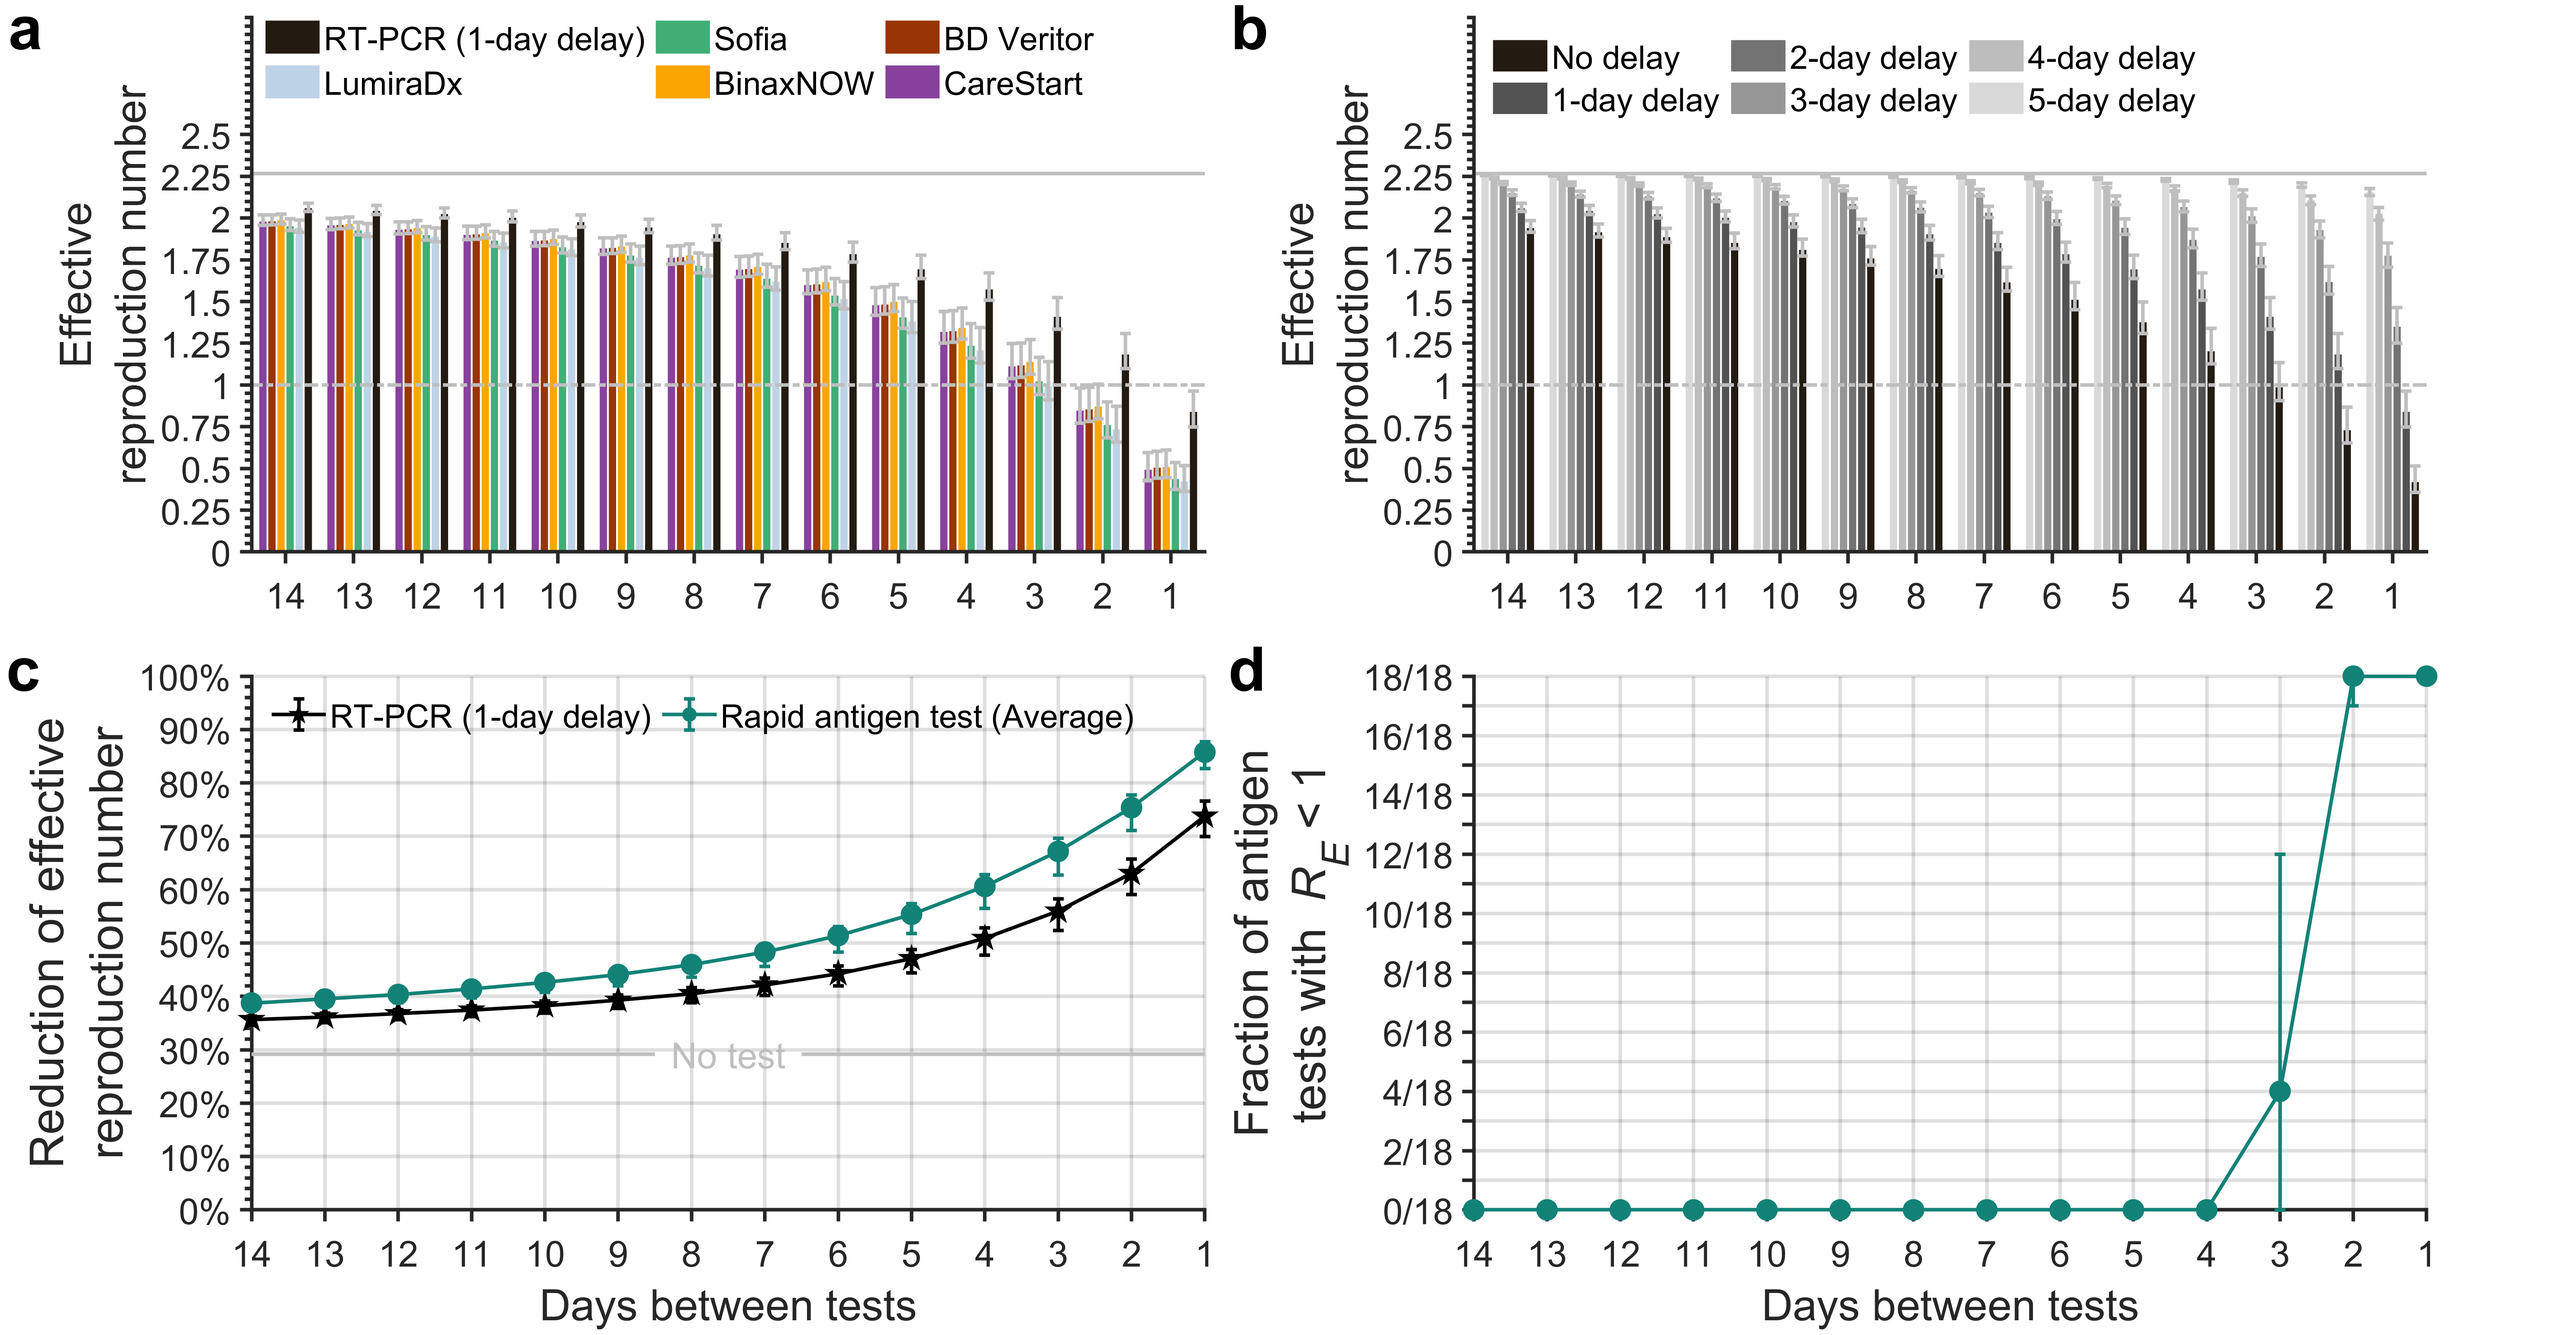 a
RT-PCR (1-day delay)
Sofia
BD Veritor
LumiraDx
BinaxNOW
CareStart
Effective
reproduction number
2.5
2.25
2
1.75
1.5
1.25
1
0.75
0.5
0.25
0
14 13 12 11 10 9 8 7 6 5 4 3 2 1
b
No delay
2-day delay
4-day delay
1-day delay
3-day delay
5-day delay
Effective
reproduction number
2.5
2.25
2
1.75
1.5
1.25
1
0.75
0.5
0.25
0
14 13 12 11 10 9 8 7 6 5 4 3 2 1
c
RT-PCR (1-day delay)
Rapid antigen test (Average)
Reduction of effective
reproduction number
100%
90%
80%
70%
60%
50%
40%
30%
20%
10%
0%
No test
14 13 12 11 10 9 8 7 6 5 4 3 2 1
Days between tests
d
Fraction of antigen
tests with R_E < 1
18/18
16/18
14/18
12/18
10/18
8/18
6/18
4/18
2/18
0/18
14 13 12 11 10 9 8 7 6 5 4 3 2 1
Days between tests